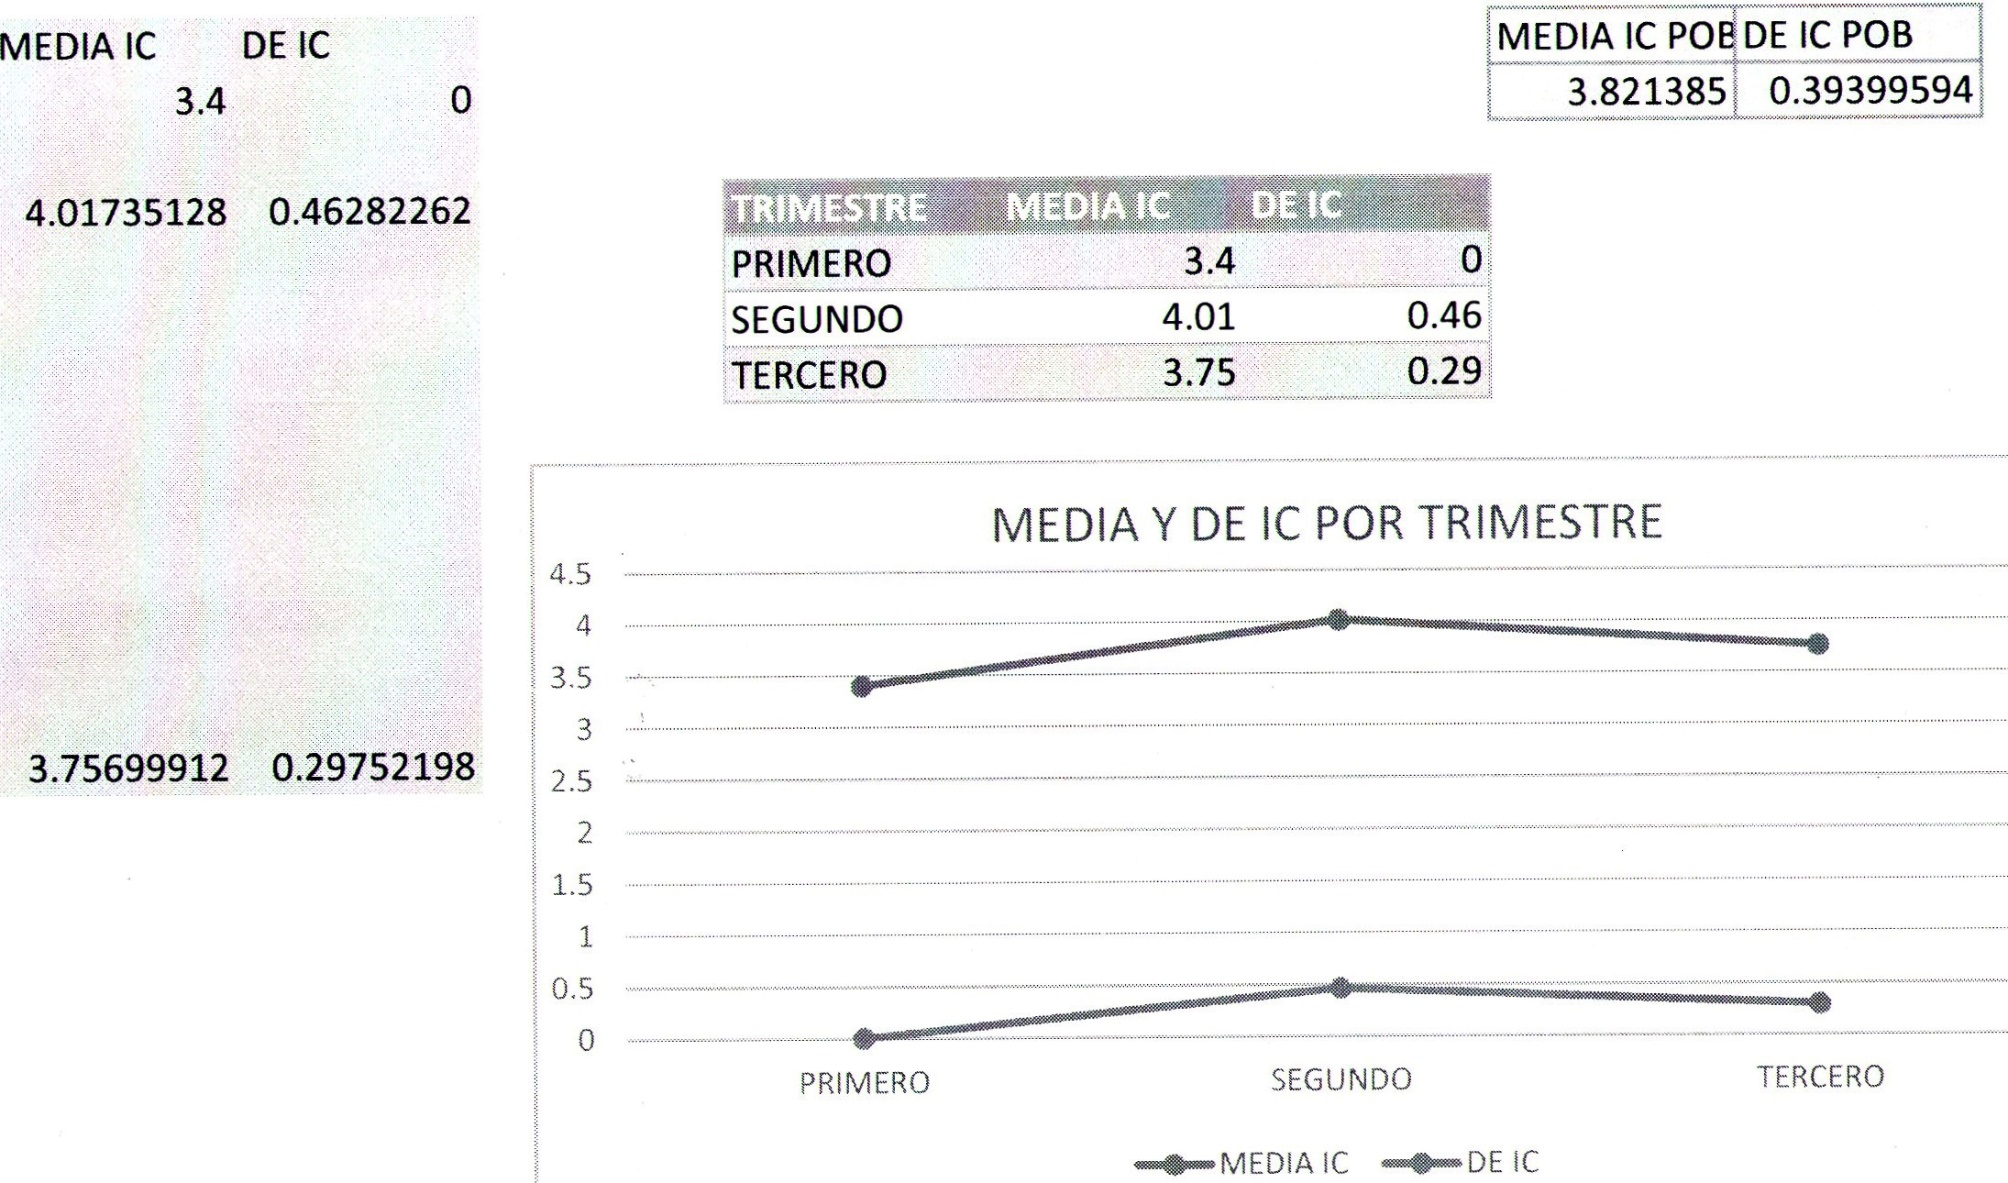 MEDIA IC DE IC
3.4 0
4.01735128 0.46282262
3.75699912 0.29752198
MEDIA IC POB DE IC POB
3.821385 0.39399594
TRIMESTRE MEDIA IC DE IC
PRIMERO 3.4 0
SEGUNDO 4.01 0.46
TERCERO 3.75 0.29
MEDIA Y DE IC POR TRIMESTRE
4.5
4
3.5
3
2.5
2
1.5
1
0.5
0
PRIMERO SEGUNDO TERCERO
MEDIA IC DE IC